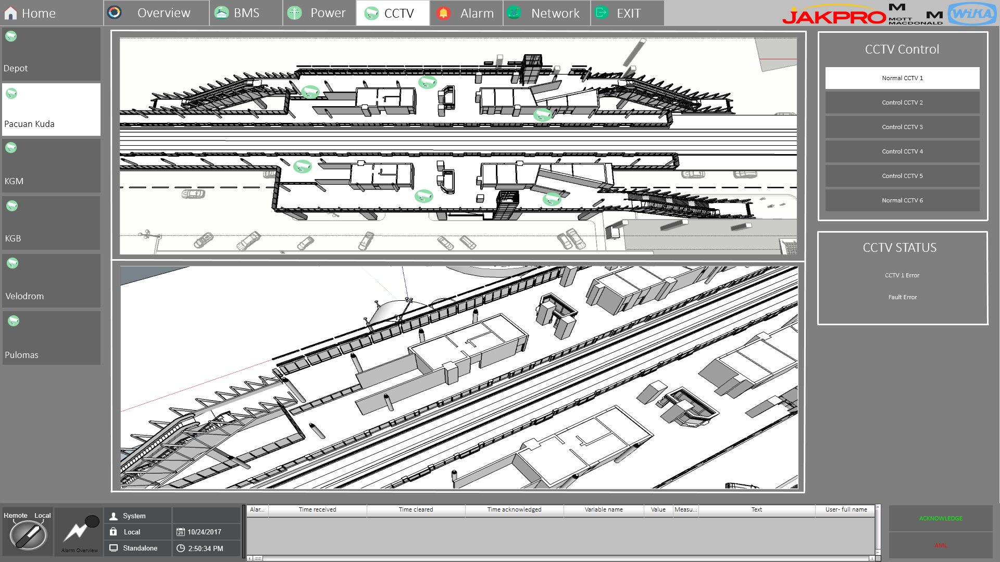 Home
Overview
BMS
Power
CCTV
Alarm
Network
EXIT
JAKPRO
M
MOTT M
MACDONALD
WiKA
Depot
Pacuan Kuda
KGM
KGB
Velodrom
Pulomas
CCTV Control
Normal CCTV 1
Control CCTV 2
Control CCTV 3
Control CCTV 4
Control CCTV 5
Normal CCTV 6
CCTV STATUS
CCTV 1 Error
Fault Error
Remote Local
Alarm Overview
System
Local
28 10/24/2017
Standalone
2:50:34 PM
Alar... Time received Time cleared Time acknowledged Variable name Value Measu... Text User- full name
ACKNOWLEDGE
AML